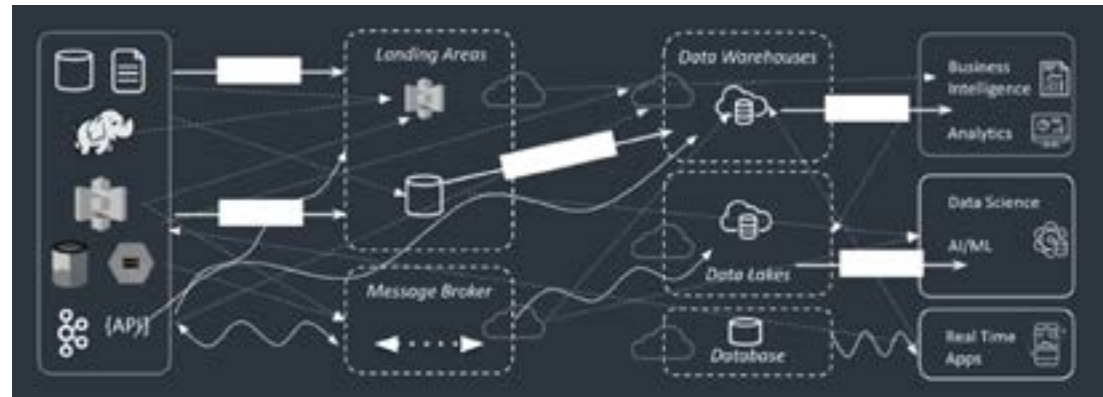 Landing Areas
Data Warehouses
Business
Intelligence
Analytics
Data Science
AI/ML
Data Lakes
Message Broker
{API}
Database
Real Time
Apps